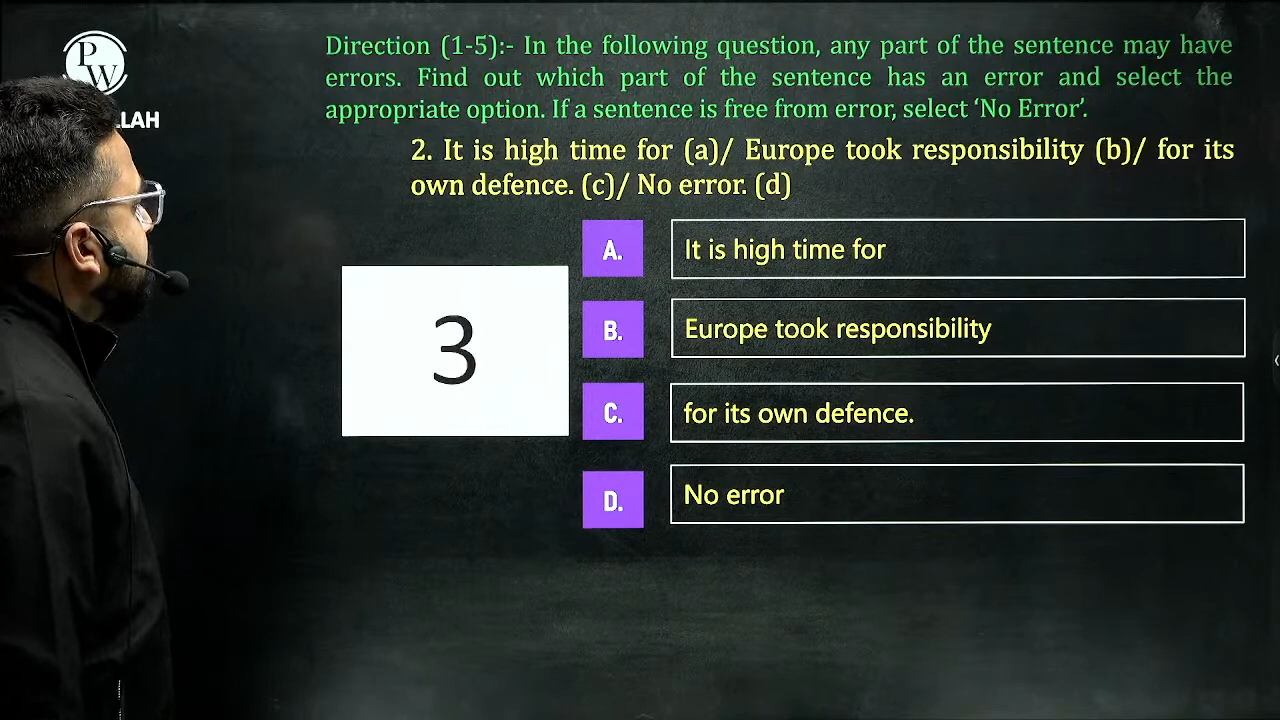 PW
LLAH
Direction (1-5):- In the following question, any part of the sentence may have
errors. Find out which part of the sentence has an error and select the
appropriate option. If a sentence is free from error, select ‘No Error’.
2. It is high time for (a)/ Europe took responsibility (b)/ for its
own defence. (c)/ No error. (d)
3
A. It is high time for
B. Europe took responsibility
C. for its own defence.
D. No error